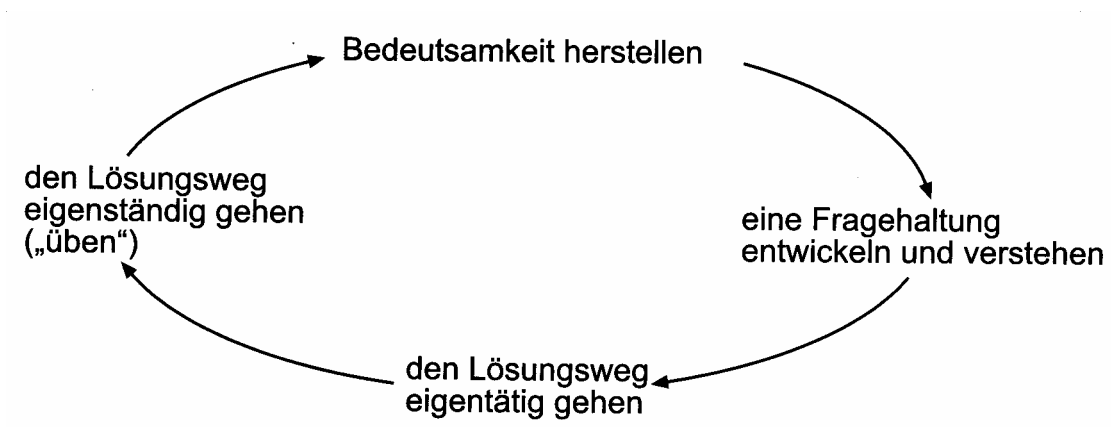 Bedeutsamkeit herstellen
eine Fragehaltung
entwickeln und verstehen
den Lösungsweg
eigentätig gehen
den Lösungsweg
eigenständig gehen
(„üben“)